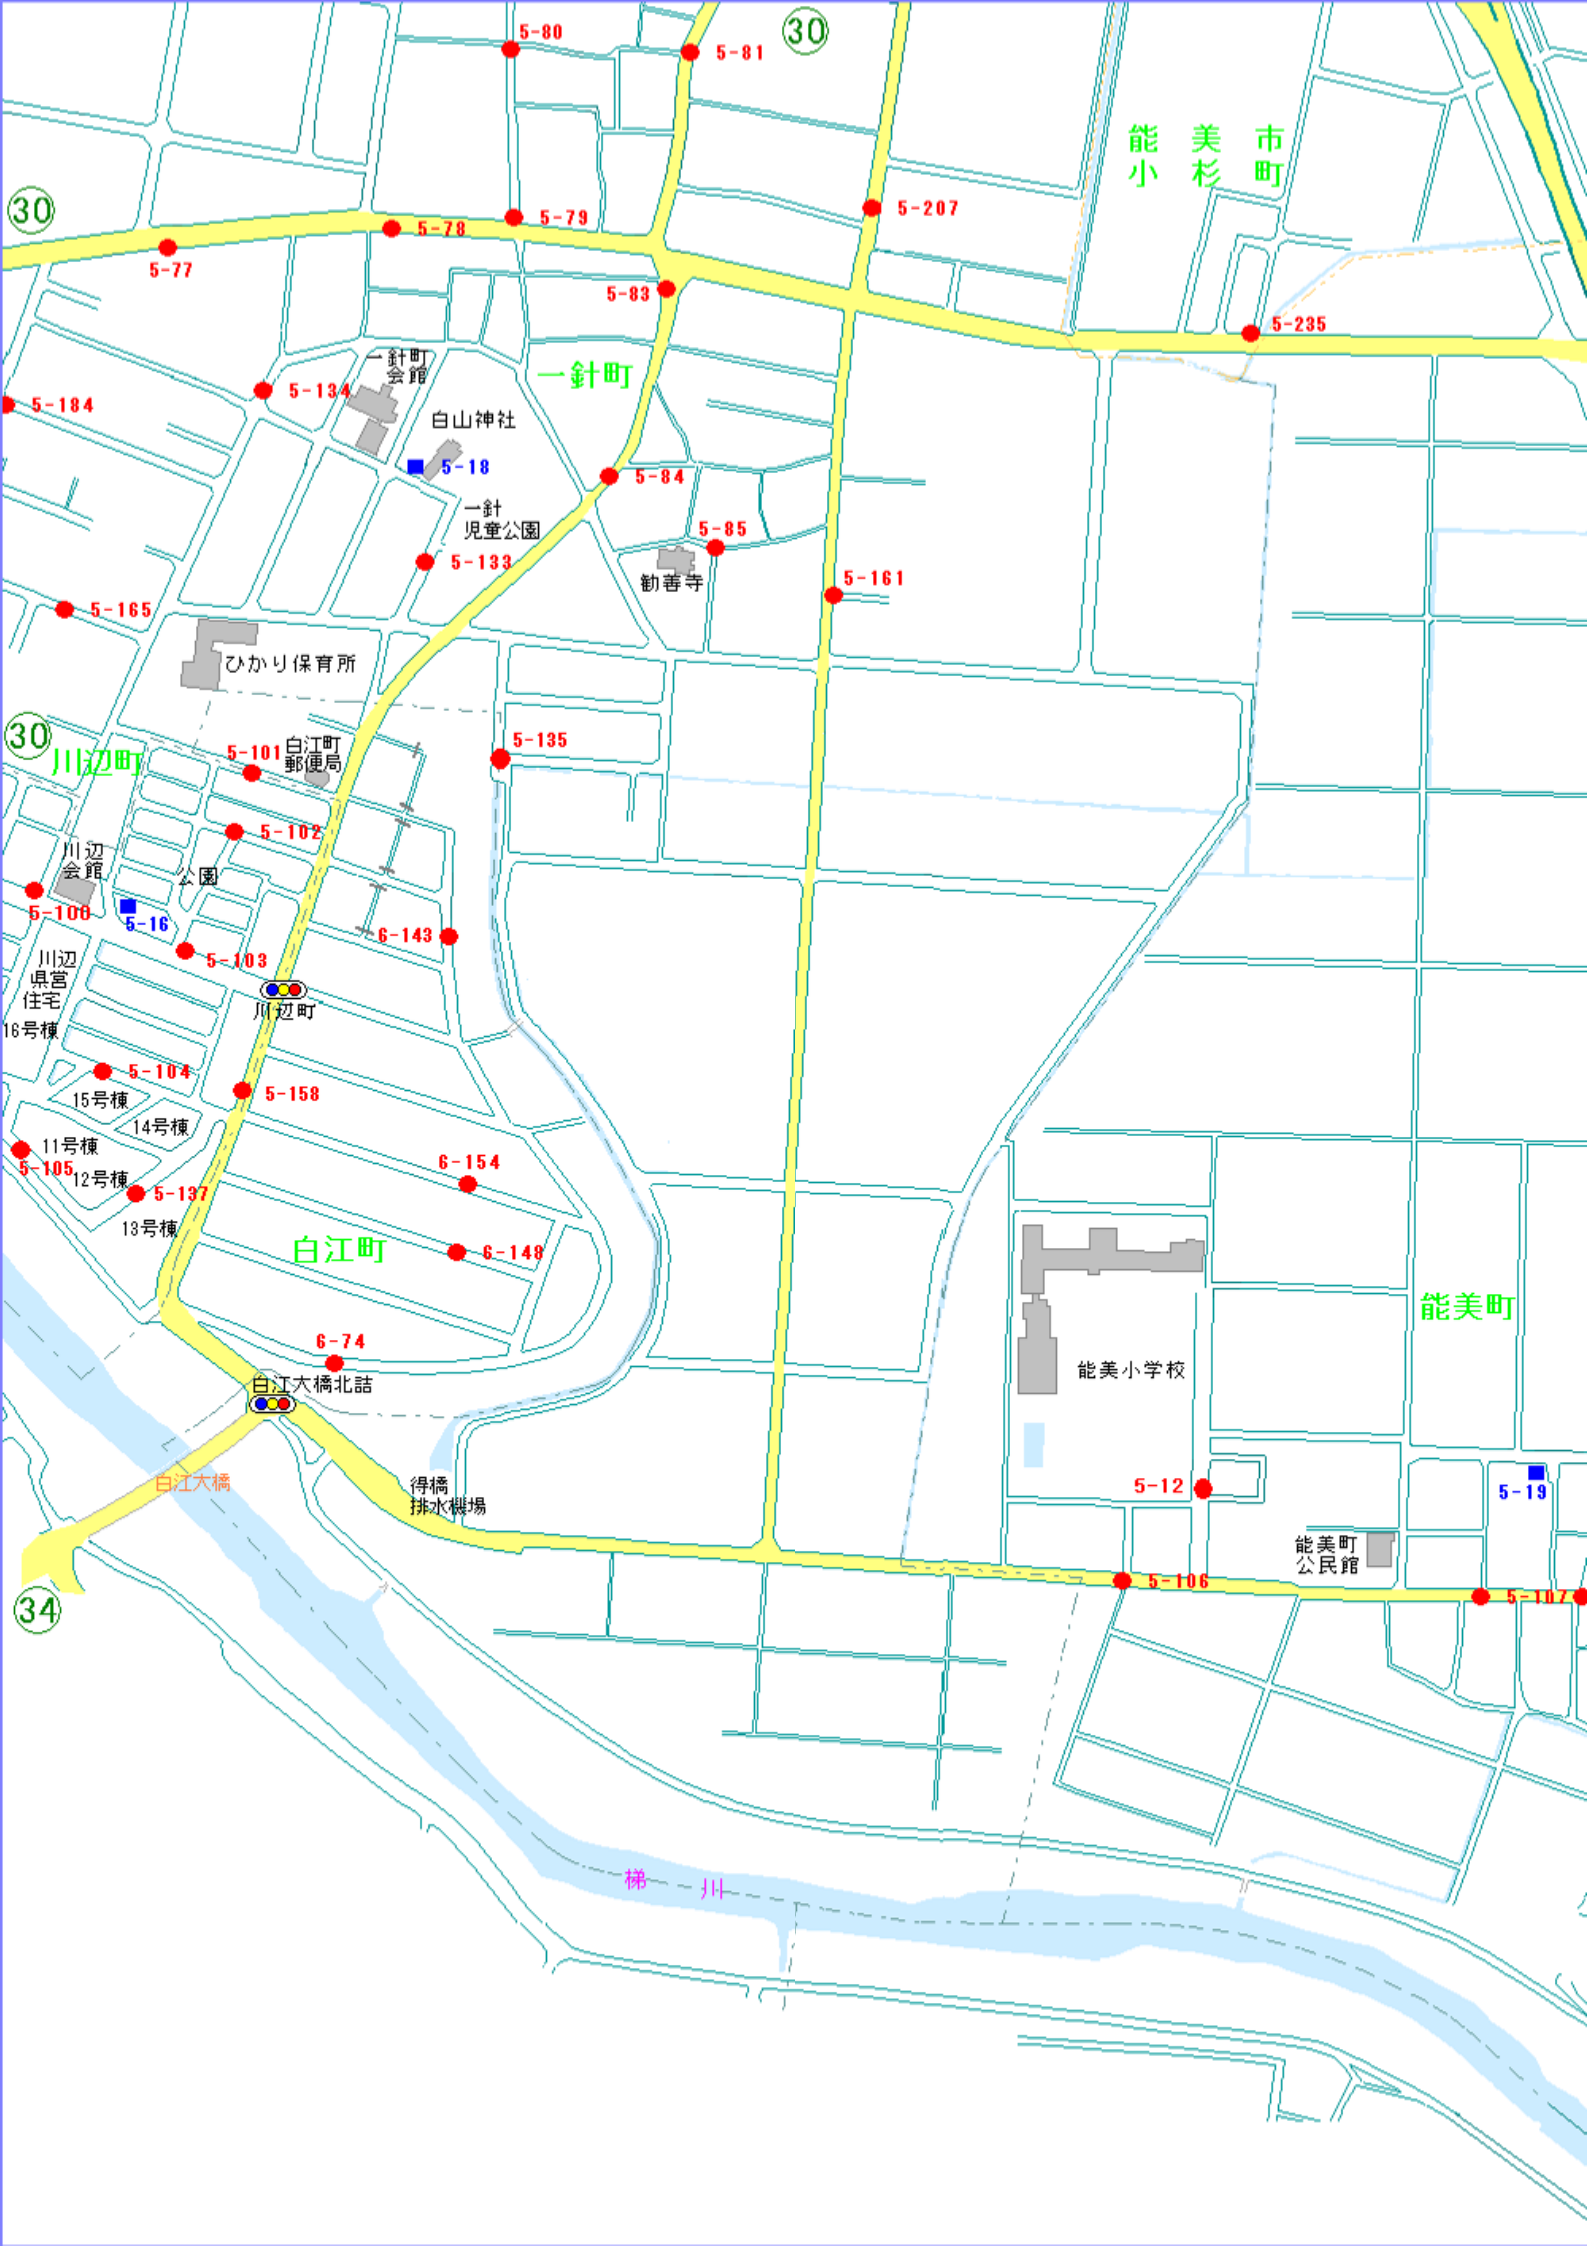 5-80
5-81
30
能美市
小杉町
30
5-77
5-78
5-79
5-207
5-83
5-235
5-184
5-134
一針町
会館
一針町
白山神社
5-18
5-84
一針
児童公園
5-85
5-133
勧善寺
5-161
5-165
ひかり保育所
30
川辺町
5-101
白江町
郵便局
5-135
5-102
川辺
会館
公園
5-100
5-16
6-143
5-103
川辺
県営
住宅
川辺町
16号棟
5-104
5-158
15号棟
14号棟
11号棟
5-105
12号棟
5-137
13号棟
6-154
白江町
6-148
能美町
6-74
白江大橋北詰
能美小学校
白江大橋
得橋
排水機場
5-12
5-19
能美町
公民館
34
5-106
5-107
梯川